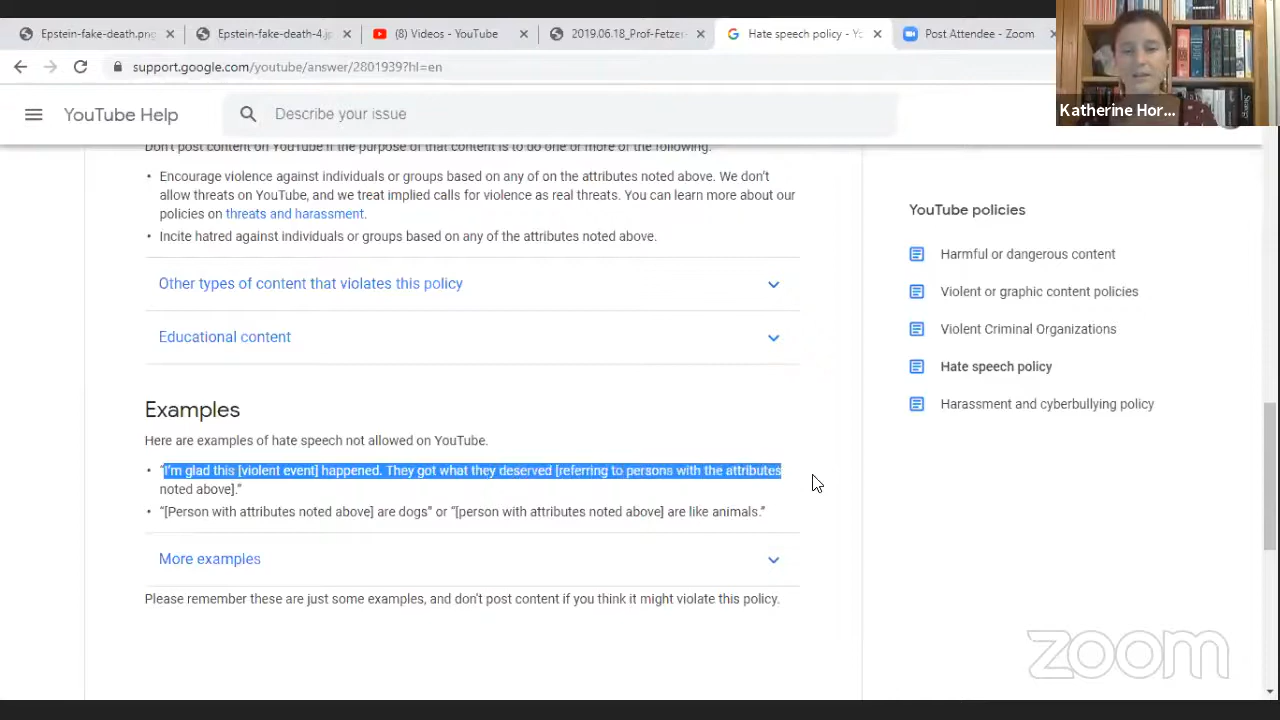 Epstein-fake-death.png
Epstein-fake-death-4.j
(8) Videos - YouTube
2019.06.18_Prof-Fetzer-
Hate speech policy - Yo
Post Attendee - Zoom
support.google.com/youtube/answer/2801939?hl=en
YouTube Help
Describe your issue
Katherine Hor...
Don't post content on YouTube if the purpose of that content is to do one or more of the following.
• Encourage violence against individuals or groups based on any of on the attributes noted above. We don't
allow threats on YouTube, and we treat implied calls for violence as real threats. You can learn more about our
policies on threats and harassment.
• Incite hatred against individuals or groups based on any of the attributes noted above.
Other types of content that violates this policy
Educational content
Examples
Here are examples of hate speech not allowed on YouTube.
• “I’m glad this [violent event] happened. They got what they deserved [referring to persons with the attributes
noted above].”
• “[Person with attributes noted above] are dogs” or “[person with attributes noted above] are like animals.”
More examples
Please remember these are just some examples, and don't post content if you think it might violate this policy.
YouTube policies
Harmful or dangerous content
Violent or graphic content policies
Violent Criminal Organizations
Hate speech policy
Harassment and cyberbullying policy
zoom